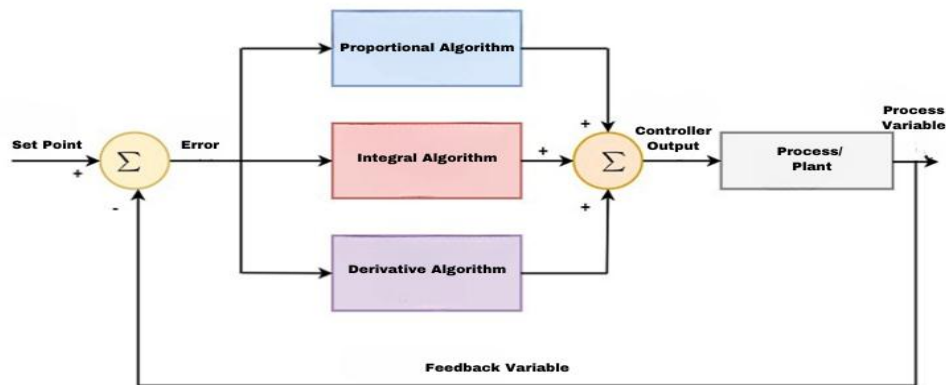 Proportional Algorithm
Process
Variable
Set Point
+
Σ
-
Error
Integral Algorithm
+
+
Σ
+
Controller
Output
Process/
Plant
Derivative Algorithm
Feedback Variable